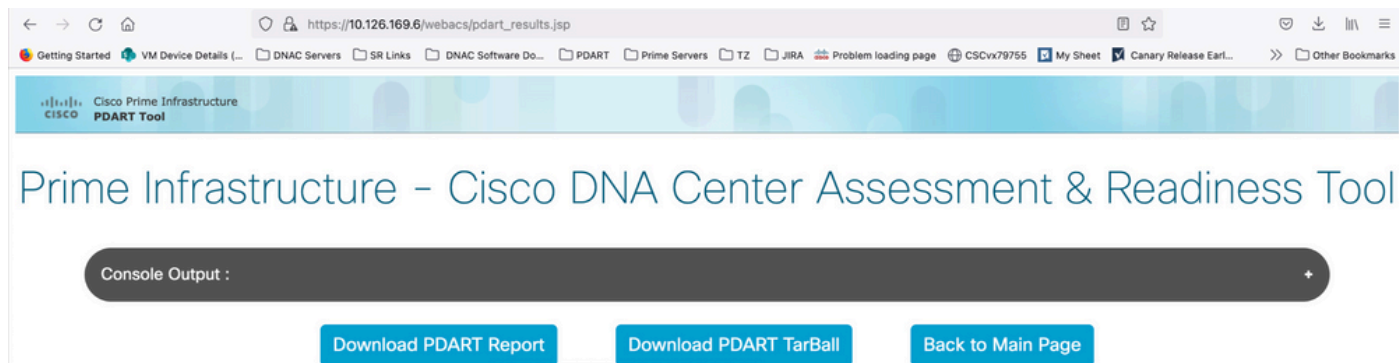 https://10.126.169.6/webacs/pdart_results.jsp
Getting Started VM Device Details (... DNAC Servers SR Links DNAC Software Do... PDART Prime Servers TZ JIRA Problem loading page CSCvx79755 My Sheet Canary Release Earl... Other Bookmarks
cisco Cisco Prime Infrastructure
PDART Tool
Prime Infrastructure - Cisco DNA Center Assessment & Readiness Tool
Console Output : +
Download PDART Report Download PDART TarBall Back to Main Page